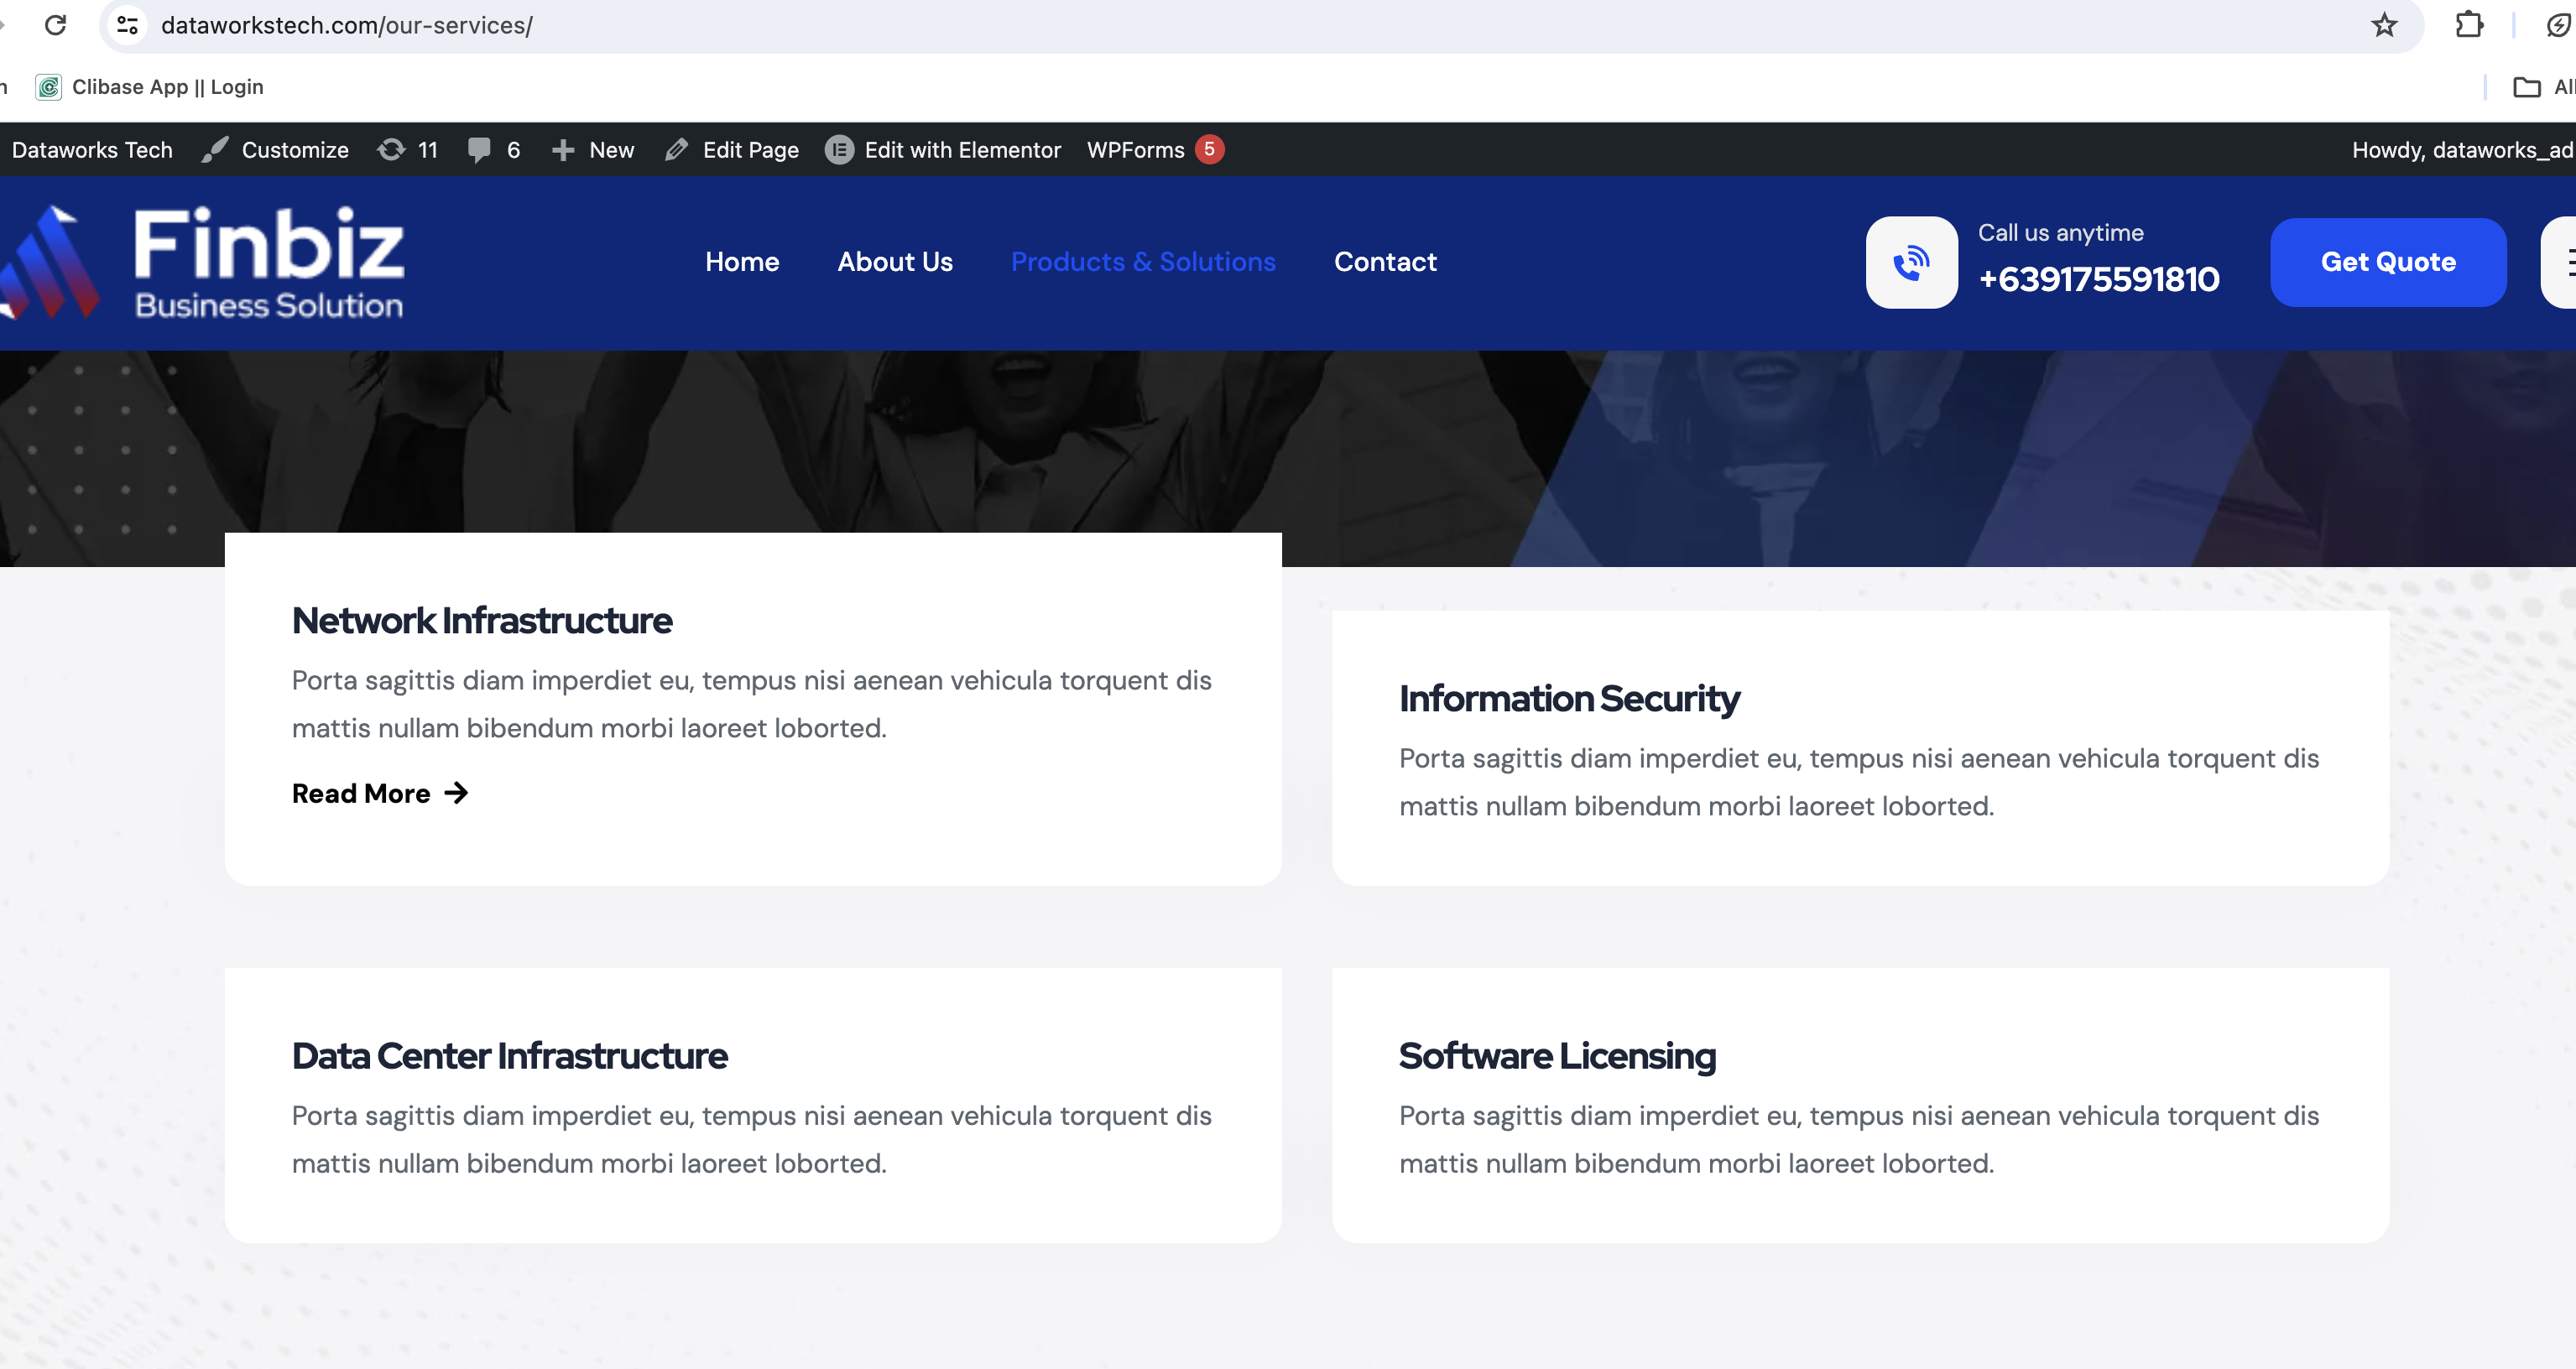 dataworkstech.com/our-services/
Clibase App || Login
Dataworks Tech Customize 11 6 New Edit Page Edit with Elementor WPForms 5 Howdy, dataworks_ad
Finbiz
Business Solution
Home About Us Products & Solutions Contact
Call us anytime
+639175591810
Get Quote
Network Infrastructure
Porta sagittis diam imperdiet eu, tempus nisi aenean vehicula torquent dis
mattis nullam bibendum morbi laoreet loborted.
Read More
Information Security
Porta sagittis diam imperdiet eu, tempus nisi aenean vehicula torquent dis
mattis nullam bibendum morbi laoreet loborted.
Data Center Infrastructure
Porta sagittis diam imperdiet eu, tempus nisi aenean vehicula torquent dis
mattis nullam bibendum morbi laoreet loborted.
Software Licensing
Porta sagittis diam imperdiet eu, tempus nisi aenean vehicula torquent dis
mattis nullam bibendum morbi laoreet loborted.